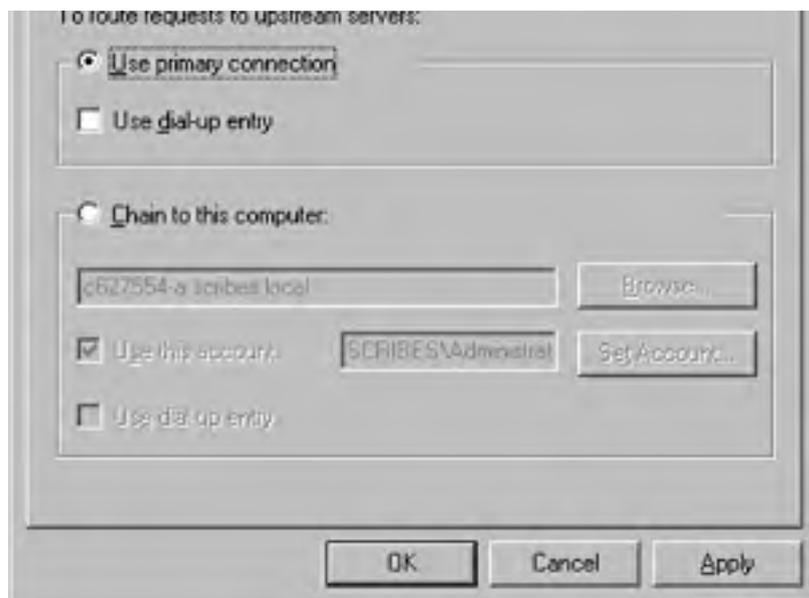 To route requests to upstream servers:
Use primary connection
Use dial-up entry
Chain to this computer:
c627554-a.scribes.local
Browse...
Use this account:
SCRIBES\Administrat
Set Account...
Use dial-up entry
OK
Cancel
Apply